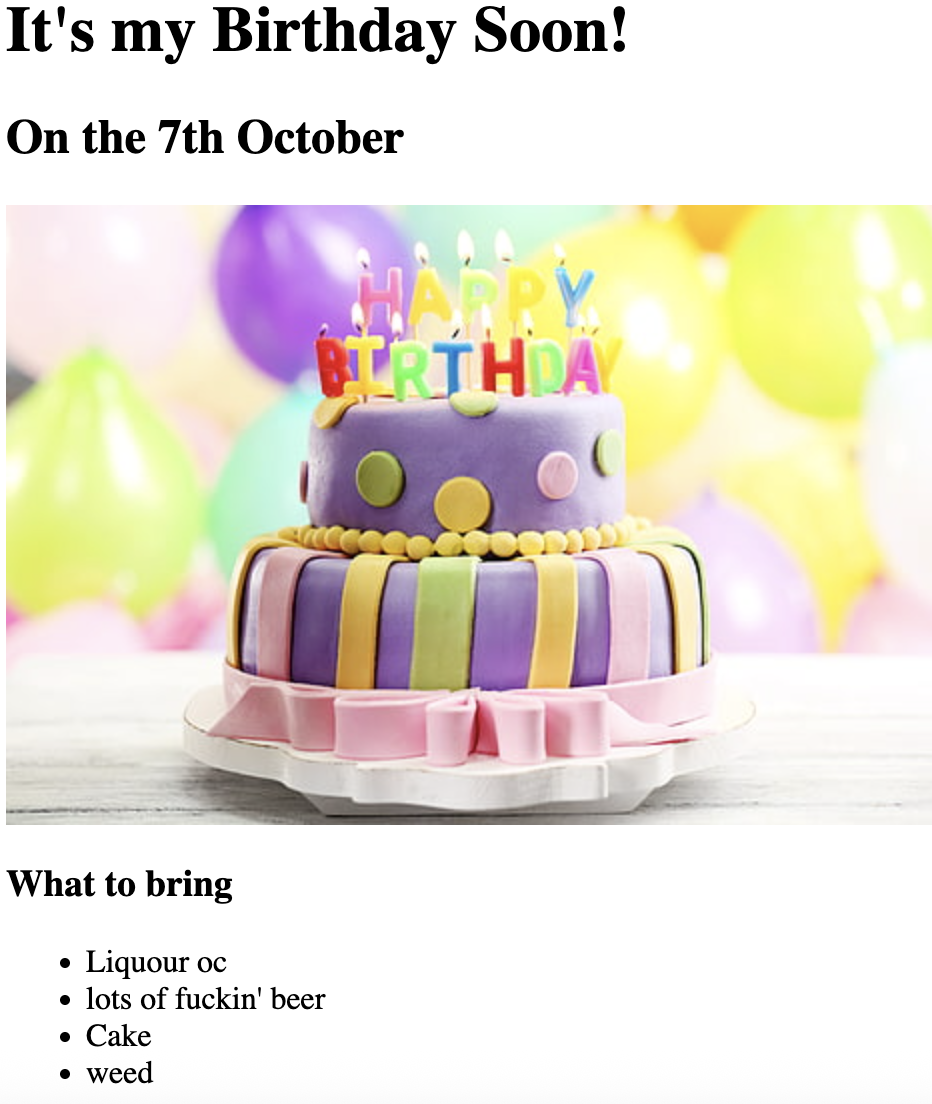 It's my Birthday Soon!
On the 7th October
HAPPY
BIRTHDAY
What to bring
Liquour oc
lots of fuckin' beer
Cake
weed